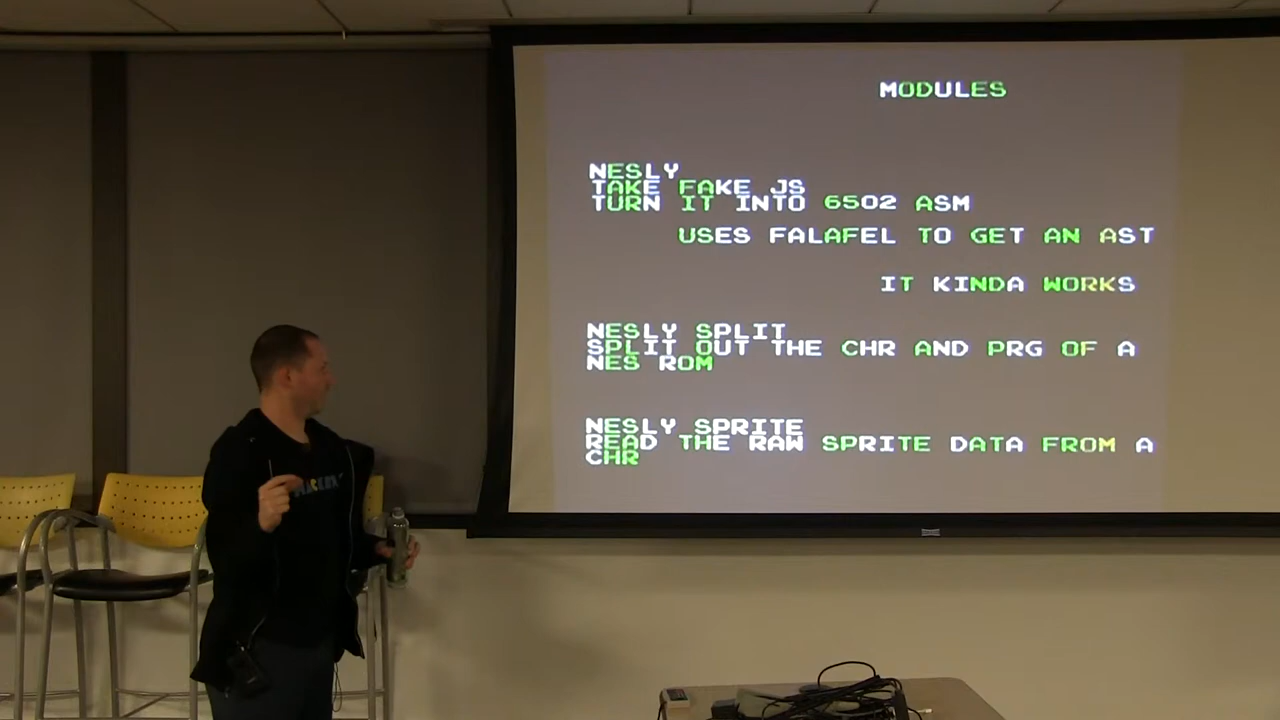 MODULES
NESLY
TAKE FAKE JS
TURN IT INTO 6502 ASM
USES FALAFEL TO GET AN AST
IT KINDA WORKS
NESLY SPLIT
SPLIT OUT THE CHR AND PRG OF A
NES ROM
NESLY SPRITE
READ THE RAW SPRITE DATA FROM A
CHR